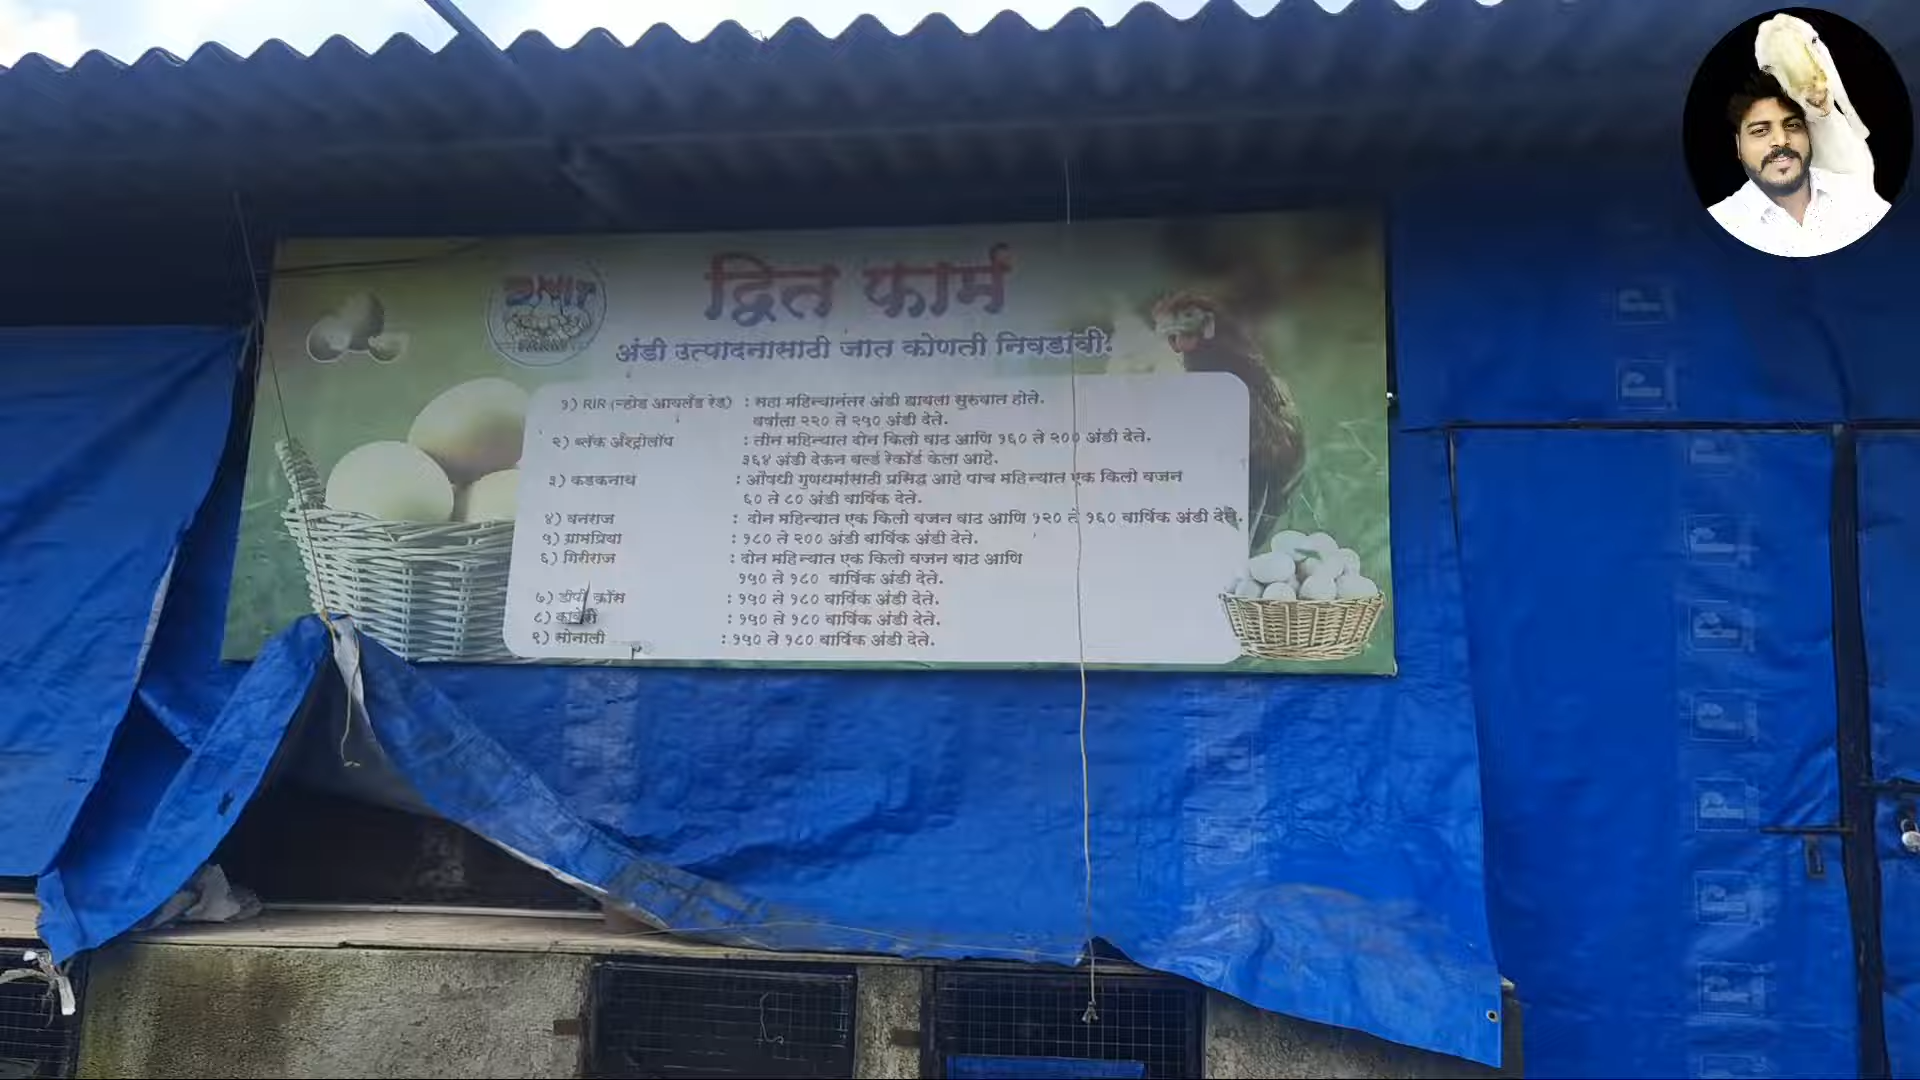 द्वित फार्म
अंडी उत्पादनासाठी जात कोणती निवडावी?
१) RIR (ऱ्होड आयलँड रेड) : सहा महिन्यानंतर अंडी द्यायला सुरुवात होते.
वर्षाला २२० ते २५० अंडी देते.
२) ब्लॅक अ‍ॅस्ट्रोलॉप : तीन महिन्यात दोन किलो वाढ आणि १६० ते २०० अंडी देते.
३६४ अंडी देऊन वर्ल्ड रेकॉर्ड केला आहे.
३) कडकनाथ : औषधी गुणधर्मासाठी प्रसिद्ध आहे पाच महिन्यात एक किलो वजन
६० ते ८० अंडी वार्षिक देते.
४) वनराज : दोन महिन्यात एक किलो वजन वाढ आणि १२० ते १६० वार्षिक अंडी देते.
५) ग्रामप्रिया : १८० ते २०० अंडी वार्षिक अंडी देते.
६) गिरीराज : दोन महिन्यात एक किलो वजन वाढ आणि
१५० ते १८० वार्षिक अंडी देते.
७) डीपी क्रॉस : १५० ते १८० वार्षिक अंडी देते.
८) कावेरी : १५० ते १८० वार्षिक अंडी देते.
९) सोनाली : १५० ते १८० वार्षिक अंडी देते.